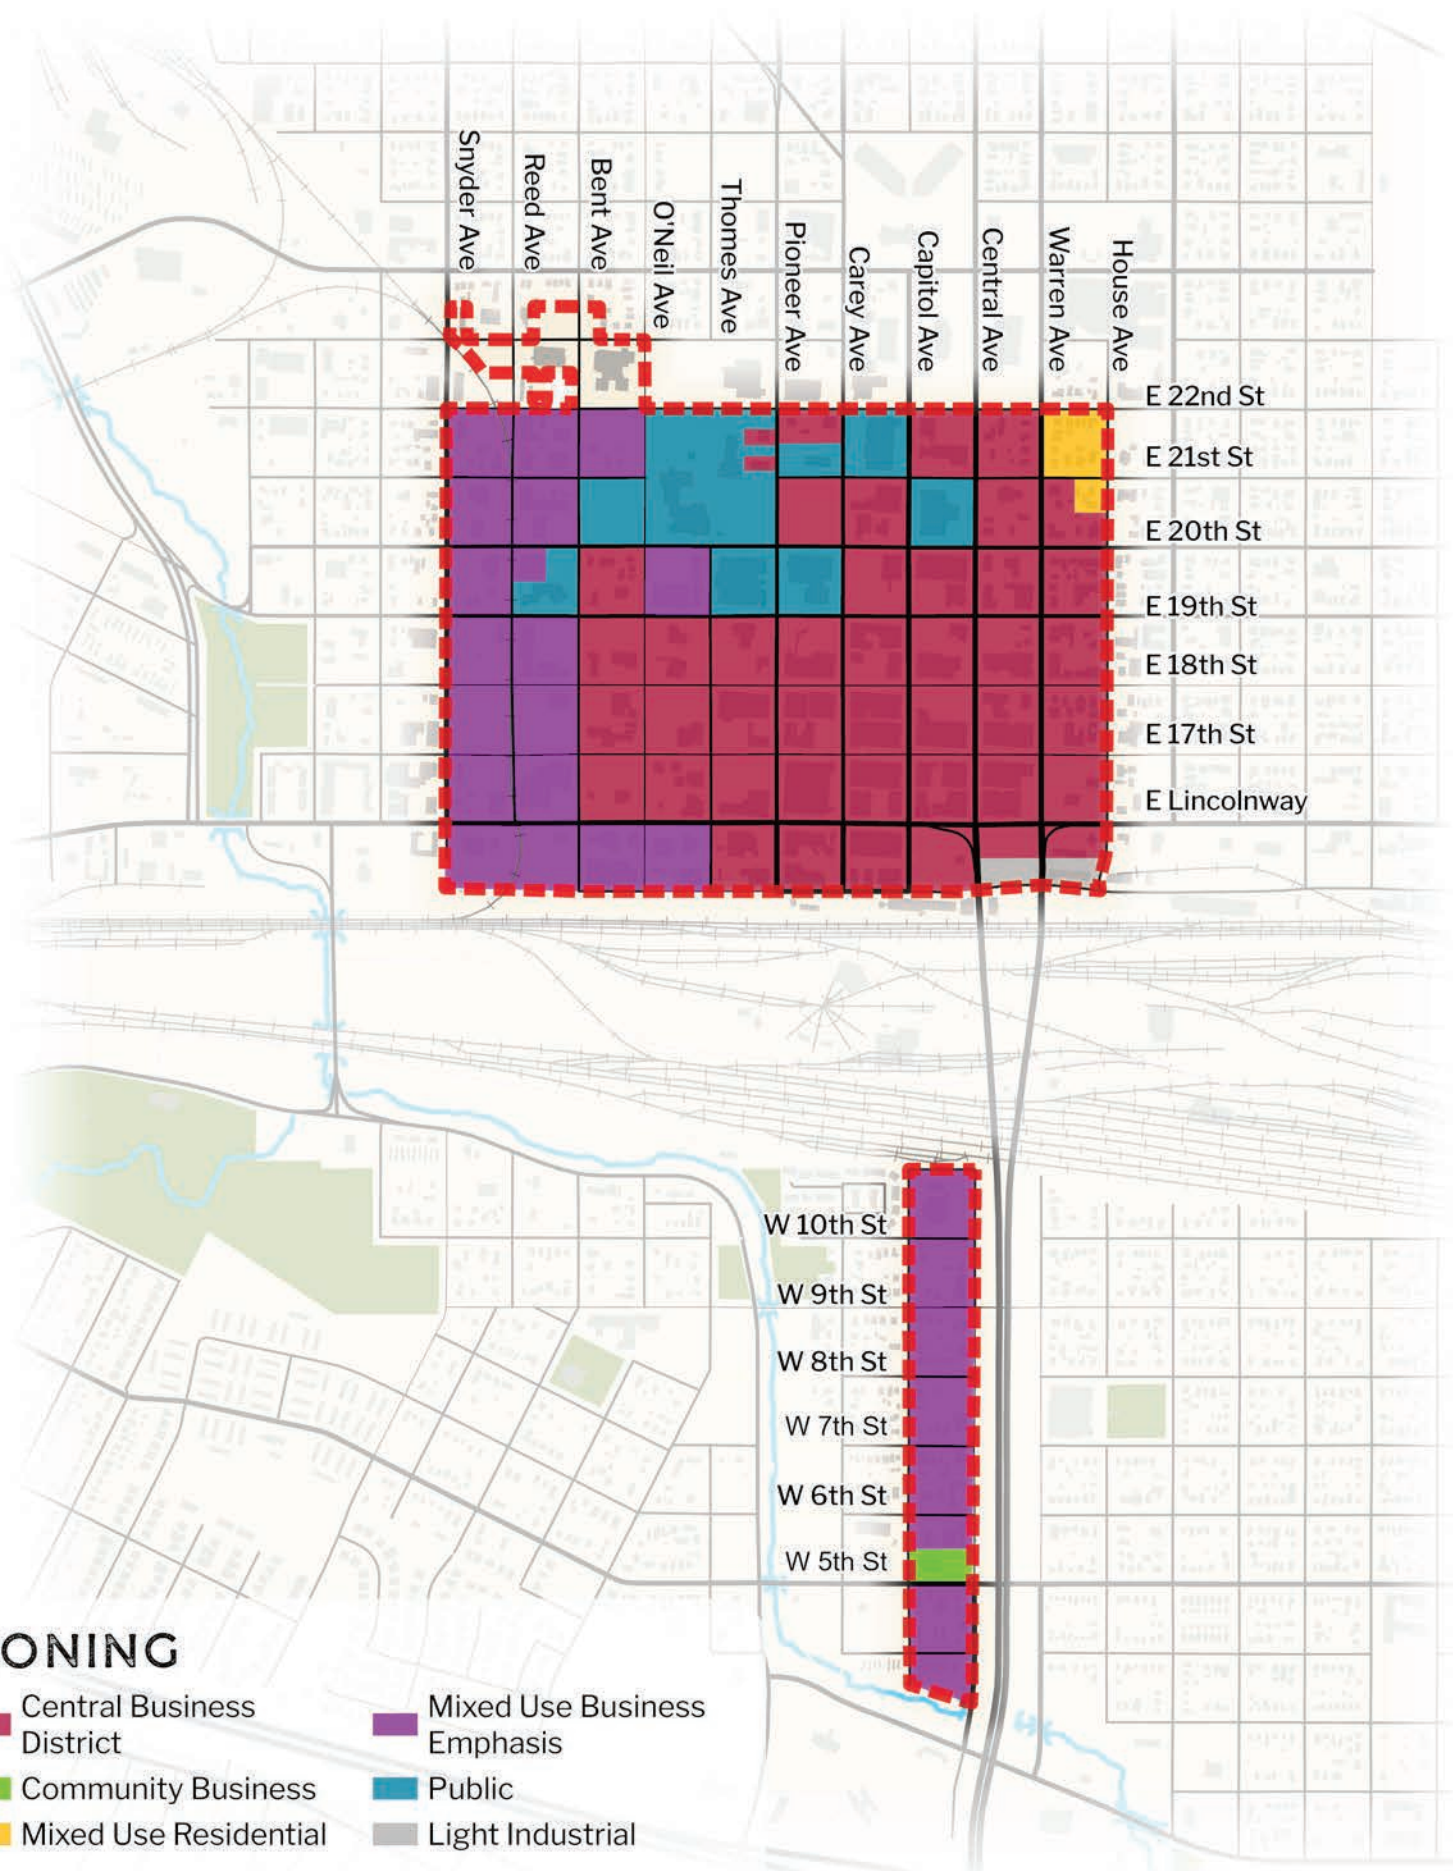 Snyder Ave
Reed Ave
Bent Ave
O'Neil Ave
Thomes Ave
Pioneer Ave
Carey Ave
Capitol Ave
Central Ave
Warren Ave
House Ave
E 22nd St
E 21st St
E 20th St
E 19th St
E 18th St
E 17th St
E Lincolnway
W 10th St
W 9th St
W 8th St
W 7th St
W 6th St
W 5th St
ONING
Central Business
District
Community Business
Mixed Use Residential
Mixed Use Business
Emphasis
Public
Light Industrial